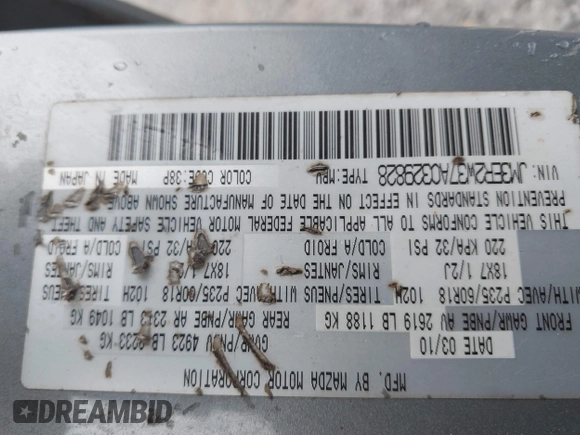 MFD. BY MAZDA MOTOR CORPORATION
DATE 03/10 GVWR/PNBV 4923 LB 2233 KG
FRONT GAWR/PNBE AV 2619 LB 1188 KG REAR GAWR/PNBE AR 2313 LB 1049 KG
WITH/AVEC P235/60R18 102H TIRES/PNEUS WITH/AVEC P235/60R18 102H TIRES/PNEUS
18X7 1/2J RIMS/JANTES 18X7 1/ RIMS/JANTES
220 KPA/32 PSI COLD/A FROID 220 KPA/32 PSI COLD/A FROID
THIS VEHICLE CONFORMS TO ALL APPLICABLE FEDERAL MOTOR VEHICLE SAFETY AND THEFT
PREVENTION STANDARDS IN EFFECT ON THE DATE OF MANUFACTURE SHOWN ABOVE
VIN: JM3ER2W37A0329828 TYPE:MBV COLOR CODE:38P MADE IN JAPAN
DREAMBID